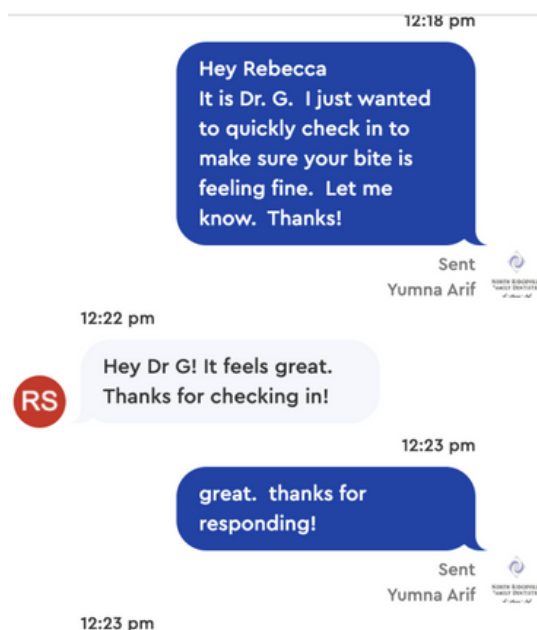 12:18 pm
Hey Rebecca
It is Dr. G. I just wanted
to quickly check in to
make sure your bite is
feeling fine. Let me
know. Thanks!
Sent
Yumna Arif
12:22 pm
Hey Dr G! It feels great.
Thanks for checking in!
RS
12:23 pm
great. thanks for
responding!
Sent
Yumna Arif
12:23 pm